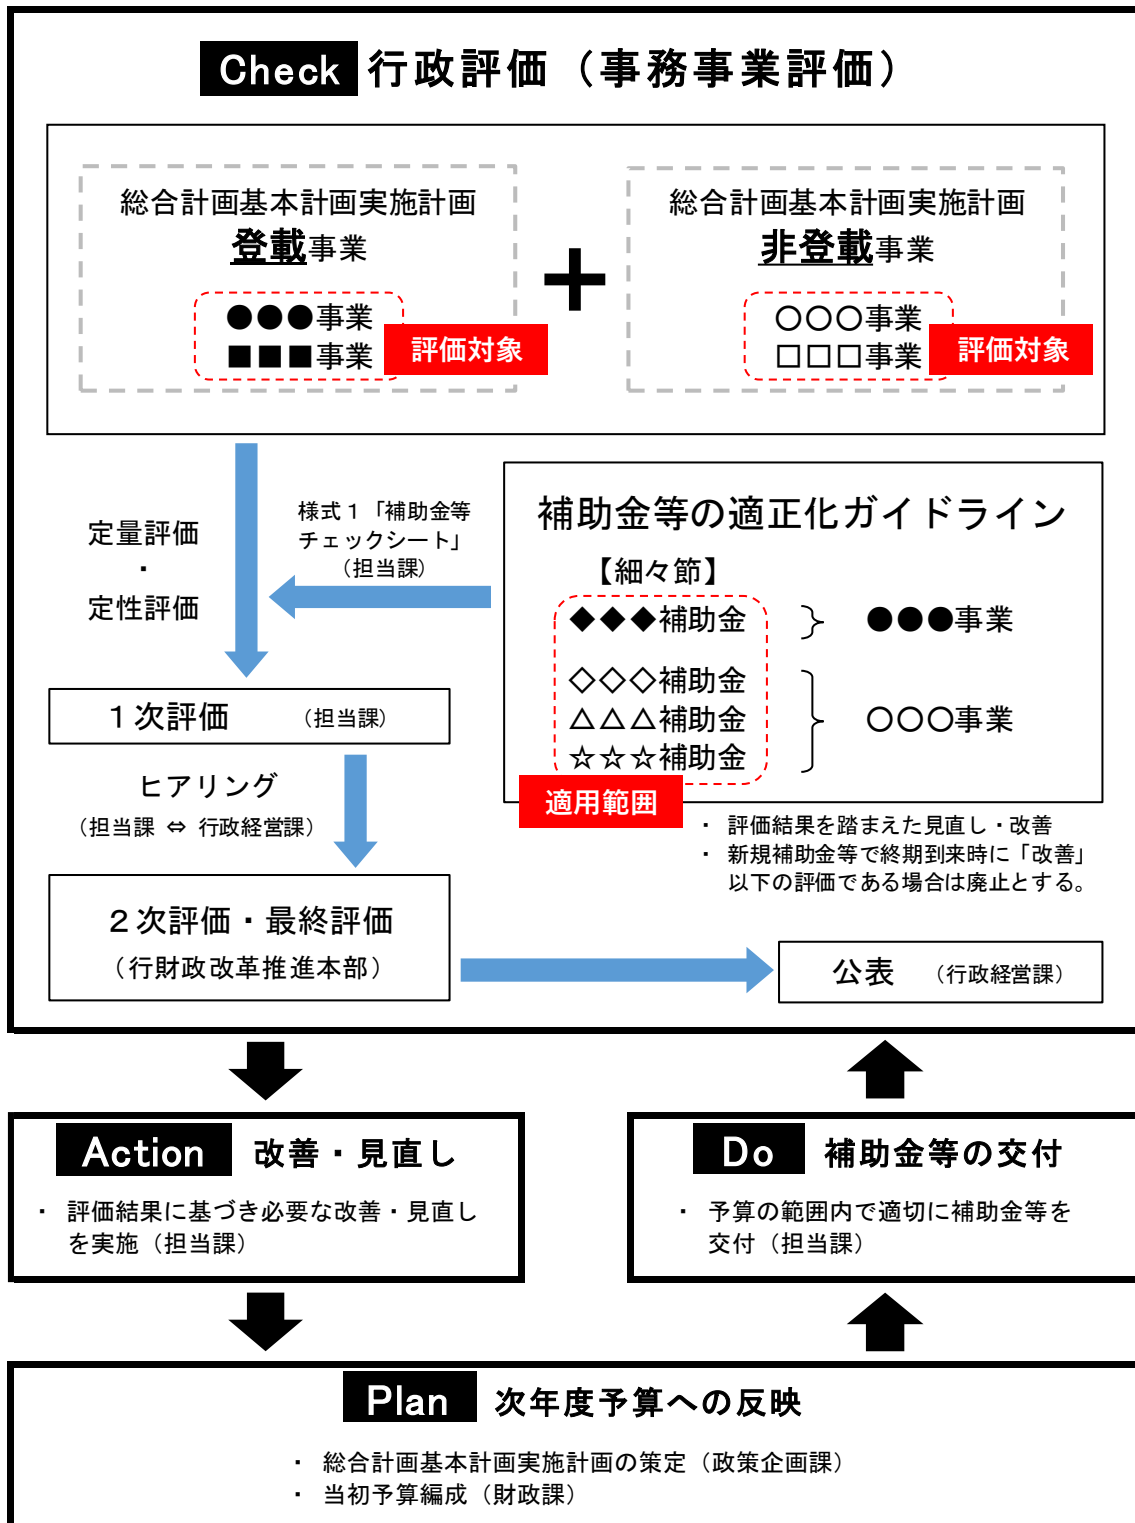 Check 行政評価（事務事業評価）
総合計画基本計画実施計画
登載事業
●●●事業
■■■事業
評価対象
＋
総合計画基本計画実施計画
非登載事業
○○○事業
□□□事業
評価対象
定量評価
・
定性評価
様式１「補助金等
チェックシート」
（担当課）
補助金等の適正化ガイドライン
【細々節】
◆◆◆補助金 } ●●●事業
◇◇◇補助金
△△△補助金 } ○○○事業
☆☆☆補助金
適用範囲
１次評価 （担当課）
ヒアリング
（担当課 ⇔ 行政経営課）
・ 評価結果を踏まえた見直し・改善
・ 新規補助金等で終期到来時に「改善」
以下の評価である場合は廃止とする。
２次評価・最終評価
（行財政改革推進本部）
公表 （行政経営課）
Action 改善・見直し
・ 評価結果に基づき必要な改善・見直し
を実施（担当課）
Do 補助金等の交付
・ 予算の範囲内で適切に補助金等を
交付（担当課）
Plan 次年度予算への反映
・ 総合計画基本計画実施計画の策定（政策企画課）
・ 当初予算編成（財政課）